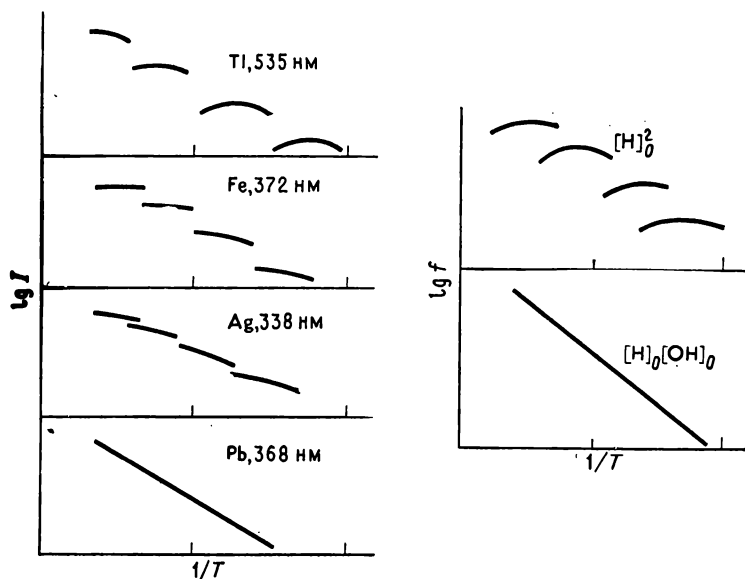 lg I
Tl,535 нм
Fe,372 нм
Ag,338 нм
Pb,368 нм
1/T
lg f
[H]₀²
[H]₀[OH]₀
1/T